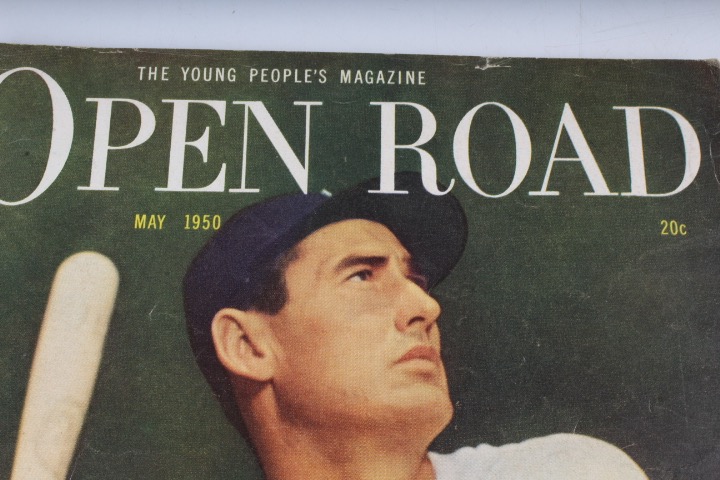 THE YOUNG PEOPLE'S MAGAZINE
OPEN ROAD
MAY 1950
20c